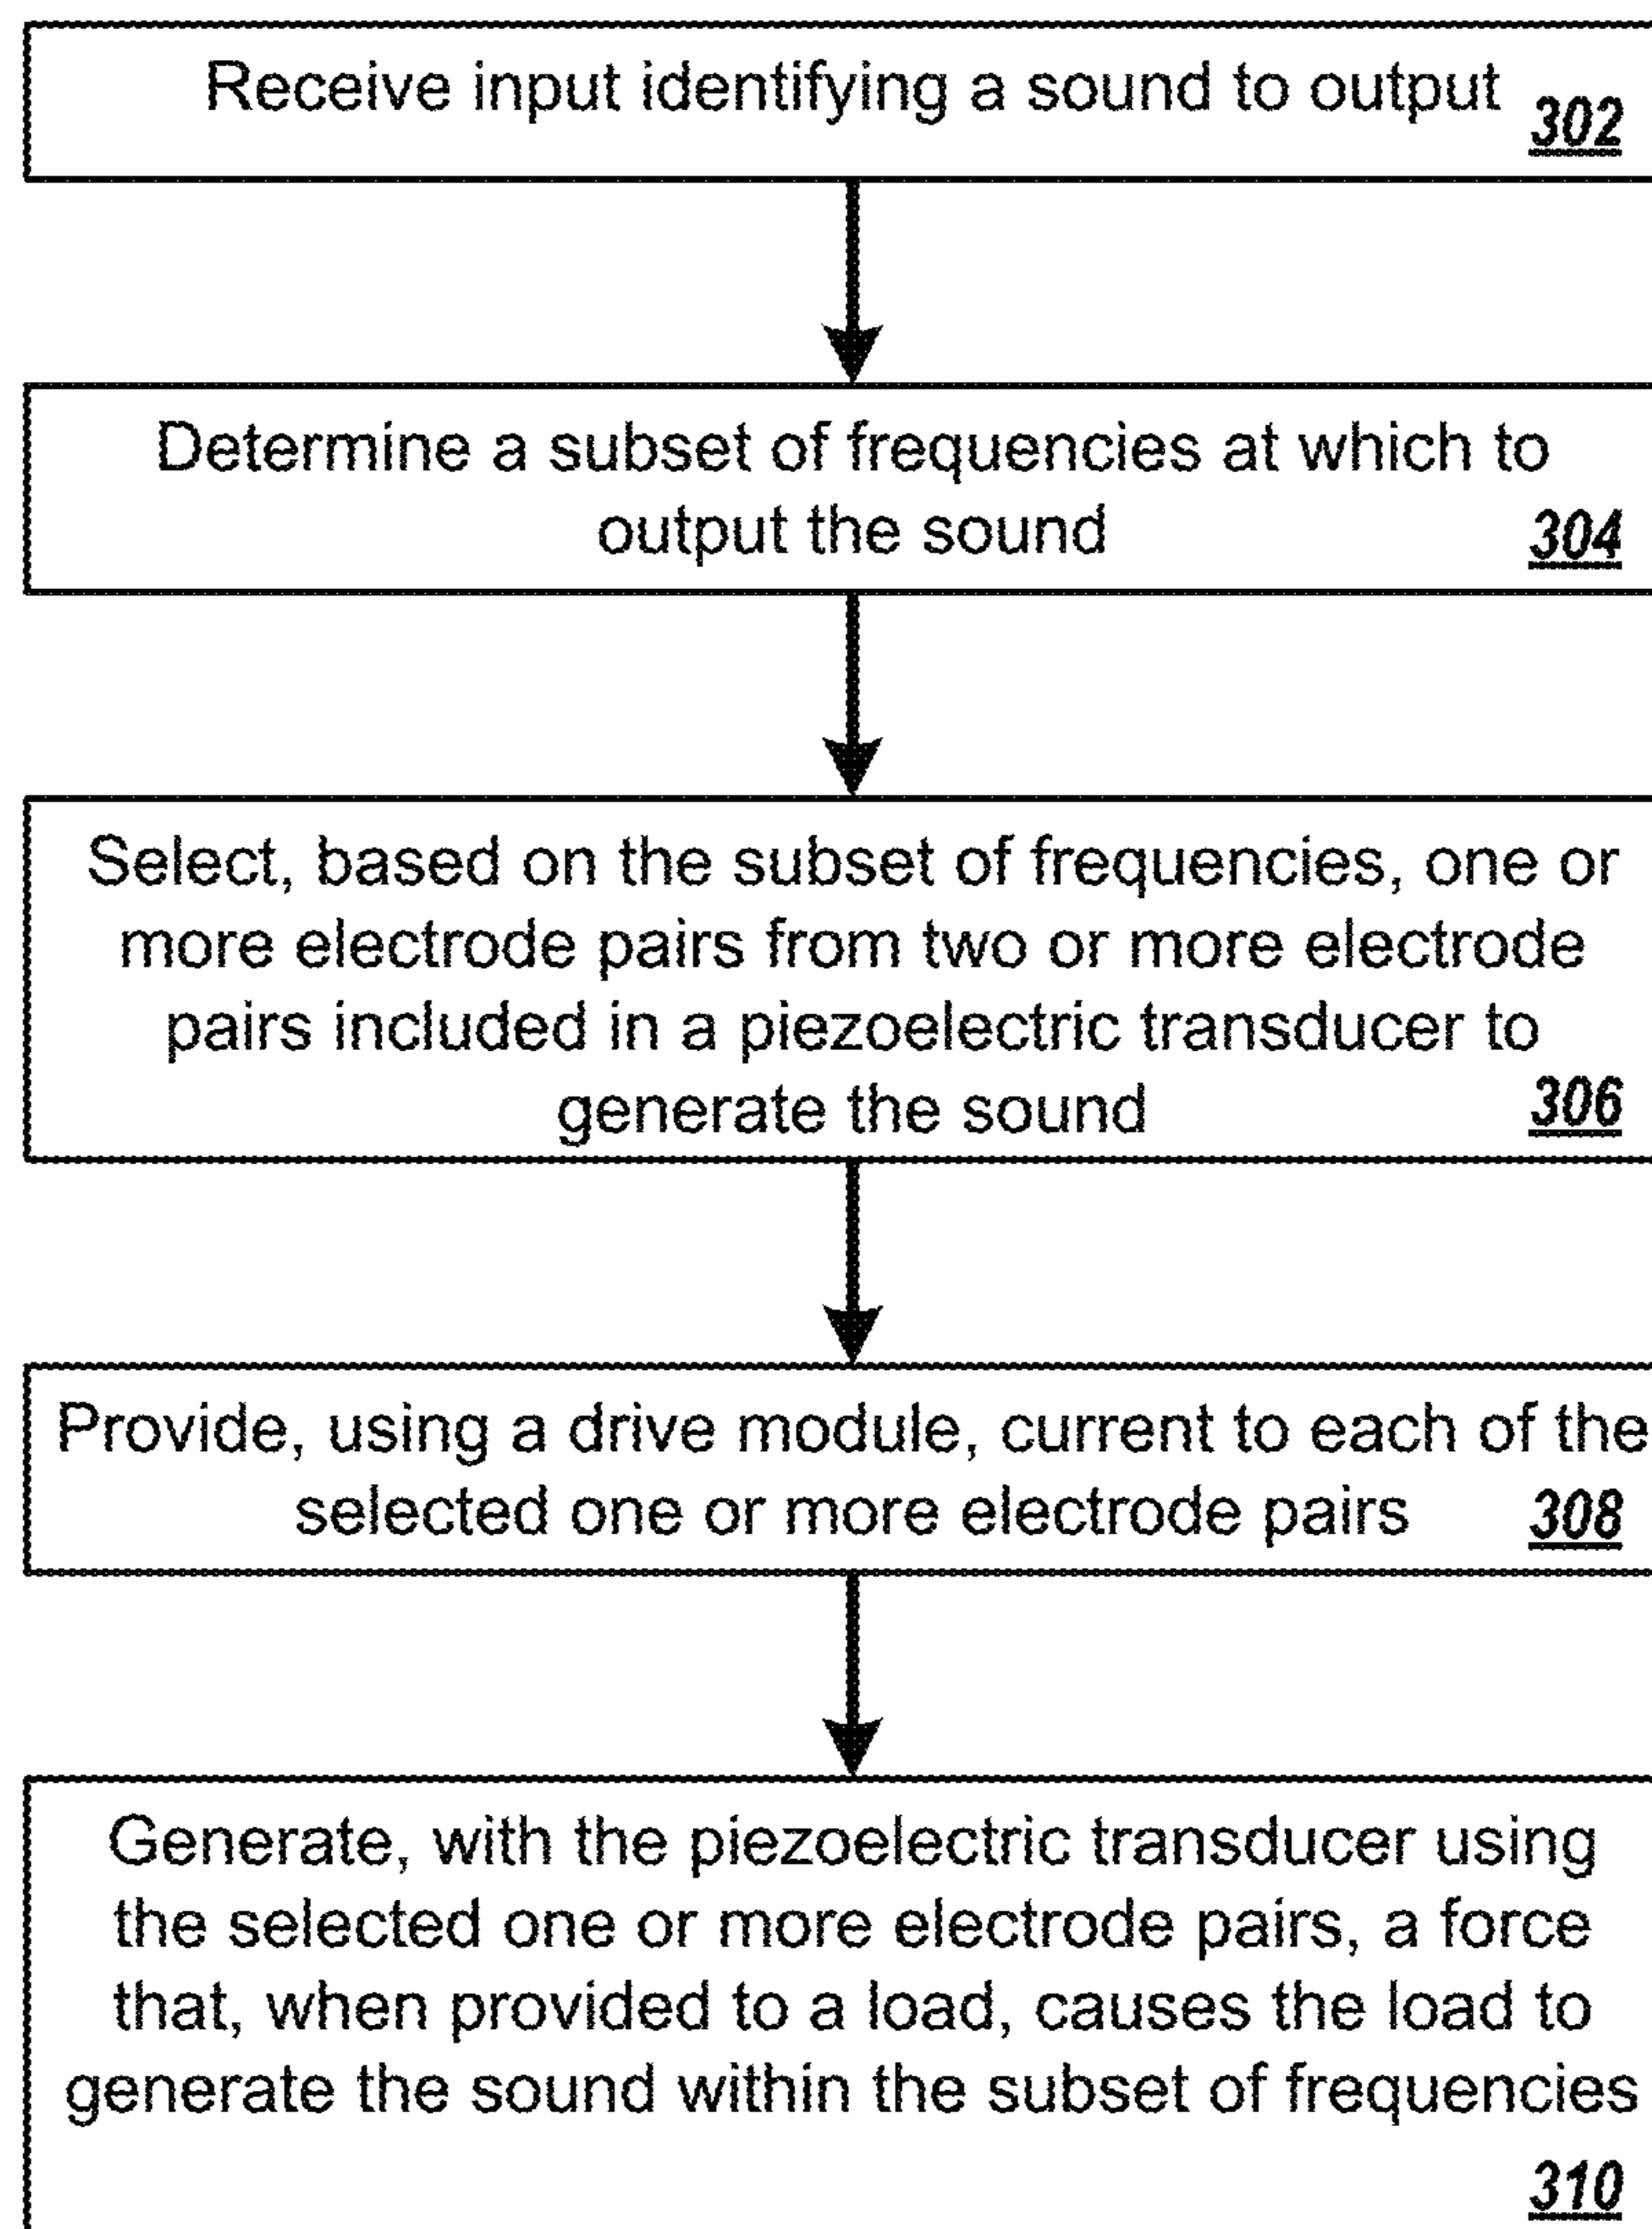 Receive input identifying a sound to output
302
Determine a subset of frequencies at which to
output the sound
304
Select, based on the subset of frequencies, one or
more electrode pairs from two or more electrode
pairs included in a piezoelectric transducer to
generate the sound
306
Provide, using a drive module, current to each of the
selected one or more electrode pairs
308
Generate, with the piezoelectric transducer using
the selected one or more electrode pairs, a force
that, when provided to a load, causes the load to
generate the sound within the subset of frequencies
310